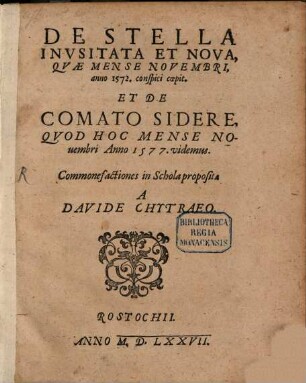 DE STELLA
INVSITATA ET NOVA,
QVÆ MENSE NOVEMBRI,
anno 1572. conspici cœpit.
ET DE
COMATO SIDERE,
QVOD HOC MENSE NO-
uembri Anno 1577. videmus.
R
Commonefactiones in Schola propositæ
A
DAVIDE CHYTRAEO.
BIBLIOTHECA
REGIA
MONACENSIS.
ROSTOCHII.
ANNO M. D. LXXVII.